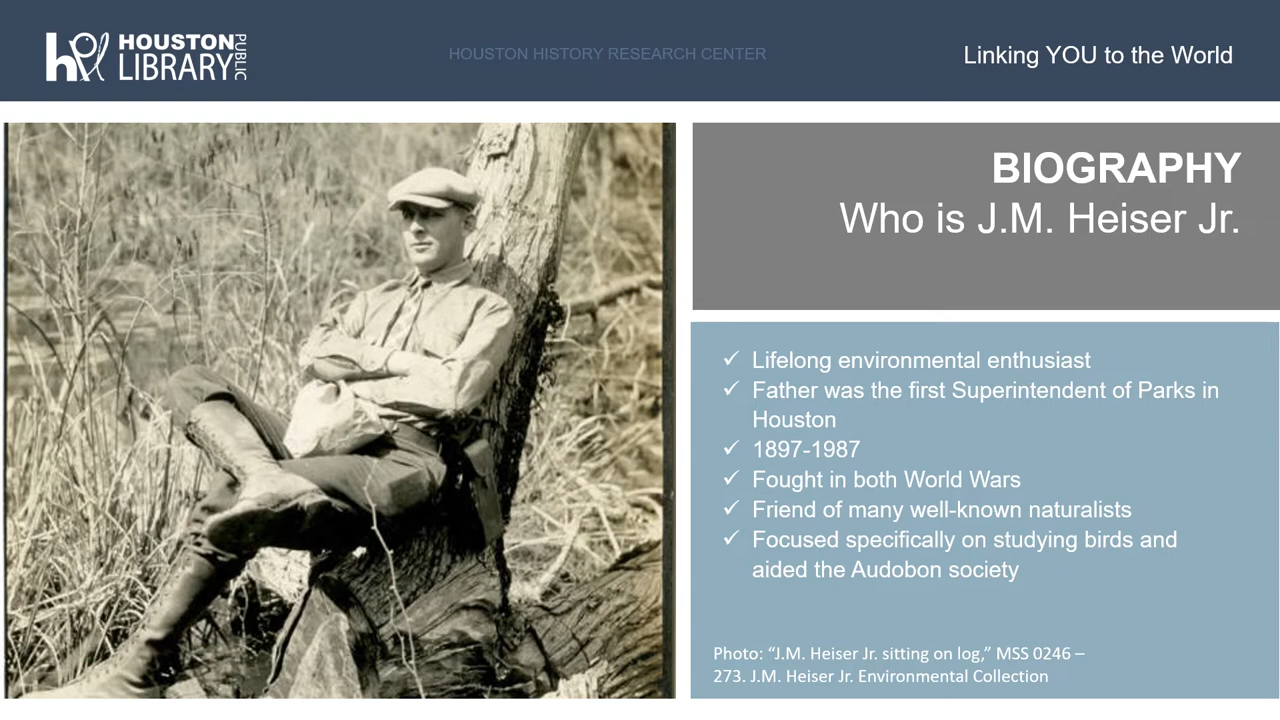 HOUSTON PUBLIC
LIBRARY
HOUSTON HISTORY RESEARCH CENTER
Linking YOU to the World
BIOGRAPHY
Who is J.M. Heiser Jr.
✓ Lifelong environmental enthusiast
✓ Father was the first Superintendent of Parks in
Houston
✓ 1897-1987
✓ Fought in both World Wars
✓ Friend of many well-known naturalists
✓ Focused specifically on studying birds and
aided the Audobon society
Photo: “J.M. Heiser Jr. sitting on log,” MSS 0246 –
273. J.M. Heiser Jr. Environmental Collection